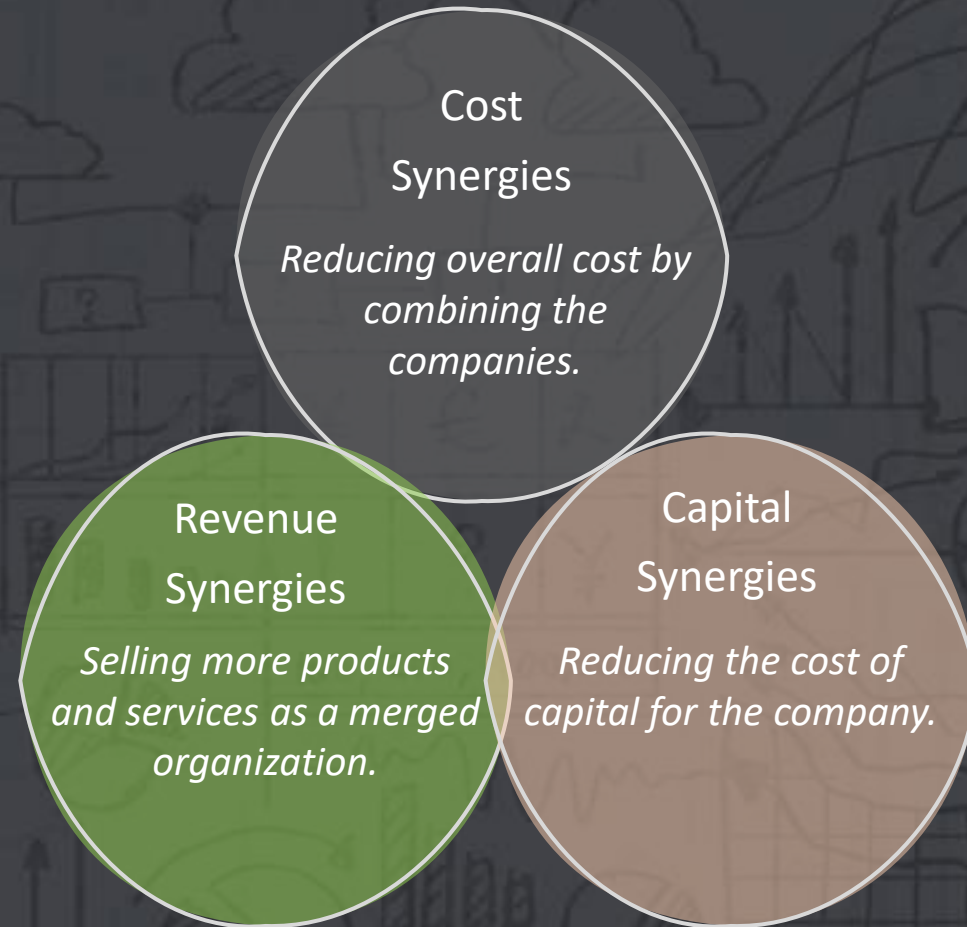 Cost
Synergies
Reducing overall cost by
combining the
companies.
Revenue
Synergies
Selling more products
and services as a merged
organization.
Capital
Synergies
Reducing the cost of
capital for the company.